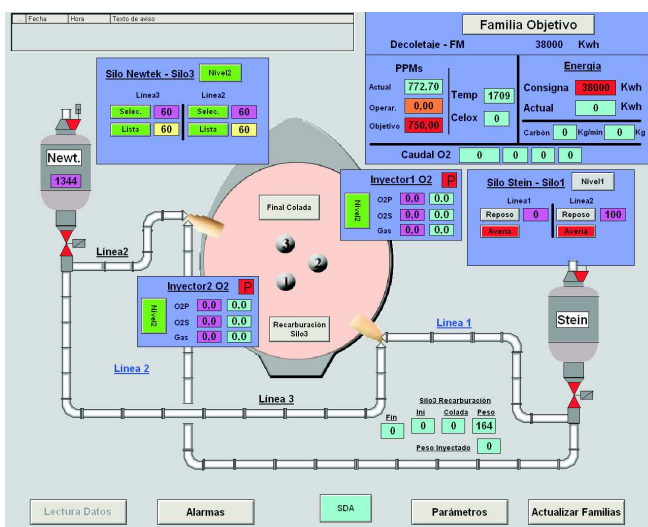 ... Fecha Hora Texto de aviso
Familia Objetivo
Decoletaje - FM 38000 Kwh
PPMs
Actual 772,70
Operar. 0,00
Objetivo 750,00
Temp 1709
Celox 0
Energía
Consigna 38000 Kwh
Actual 0 Kwh
Carbón 0 Kg/min 0 Kg
Caudal O2 0 0 0 0
Silo Newtek - Silo3 Nivel2
Línea3 Línea2
Selec. 60 Selec. 60
Lista 60 Lista 60
Newt.
1344
Línea2
Final Colada
3
2
1
Recarburación
Silo3
Inyector1 O2 P
Nivel2
O2P 0.0 0.0
O2S 0.0 0.0
Gas 0.0 0.0
Silo Stein - Silo1 Nivel1
Línea1 Línea2
Reposo 0 Reposo 100
Avería Avería
Inyector2 O2 P
Nivel2
O2P 0,0 0.0
O2S 0,0 0.0
Gas 0,0 0.0
Stein
Línea 1
Línea 2
Línea 3
Silo3 Recarburación
Fin Ini Colada Peso
0 0 0 164
Peso Inyectado 0
Lectura Datos
Alarmas
SDA
Parámetros
Actualizar Familias